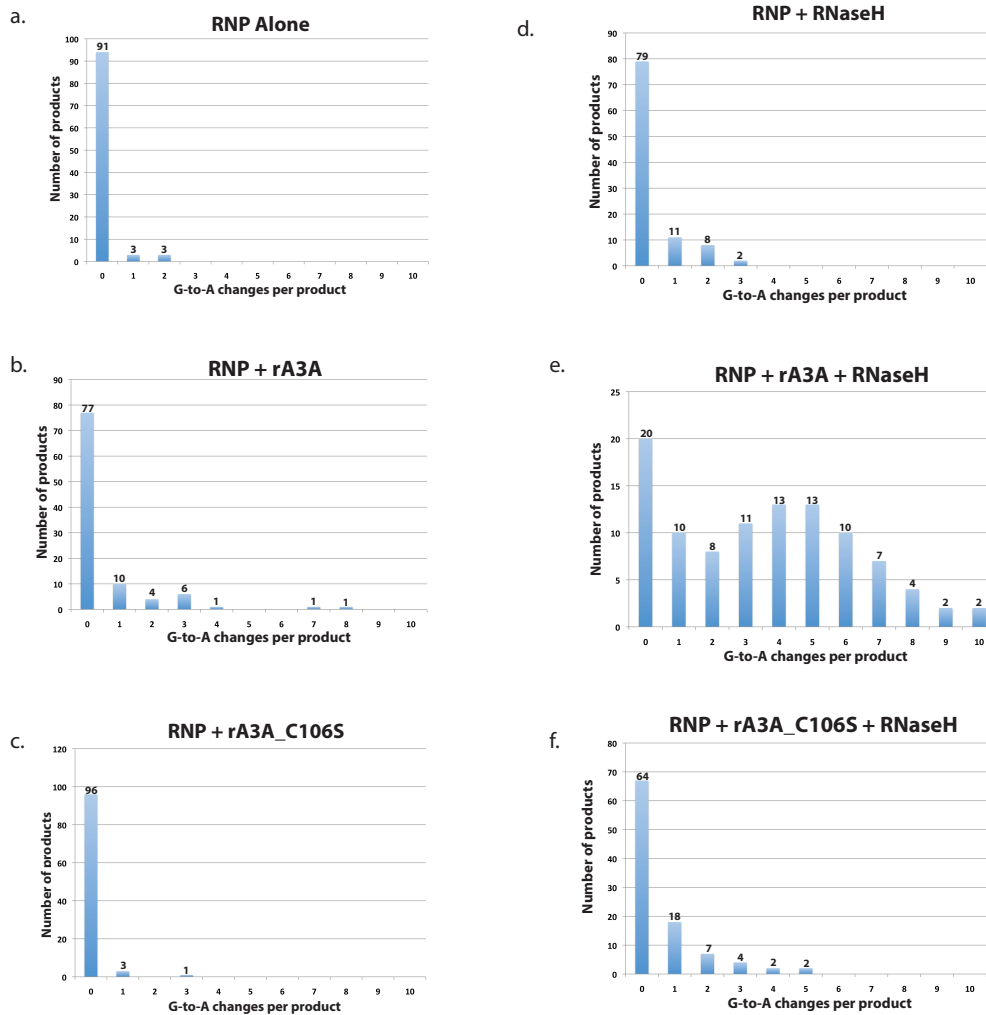 a.
RNP Alone
Number of products
100
90
80
70
60
50
40
30
20
10
0
91
3
3
0 1 2 3 4 5 6 7 8 9 10
G-to-A changes per product
b.
RNP + rA3A
Number of products
90
80
70
60
50
40
30
20
10
0
77
10
4
6
1
1
1
0 1 2 3 4 5 6 7 8 9 10
G-to-A changes per product
c.
RNP + rA3A_C106S
Number of products
120
100
80
60
40
20
0
96
3
1
0 1 2 3 4 5 6 7 8 9 10
G-to-A changes per product
d.
RNP + RNaseH
Number of products
90
80
70
60
50
40
30
20
10
0
79
11
8
2
0 1 2 3 4 5 6 7 8 9 10
G-to-A changes per product
e.
RNP + rA3A + RNaseH
Number of products
25
20
15
10
5
0
20
10
8
11
13
13
10
7
4
2
2
0 1 2 3 4 5 6 7 8 9 10
G-to-A changes per product
f.
RNP + rA3A_C106S + RNaseH
Number of products
80
70
60
50
40
30
20
10
0
64
18
7
4
2
2
0 1 2 3 4 5 6 7 8 9 10
G-to-A changes per product